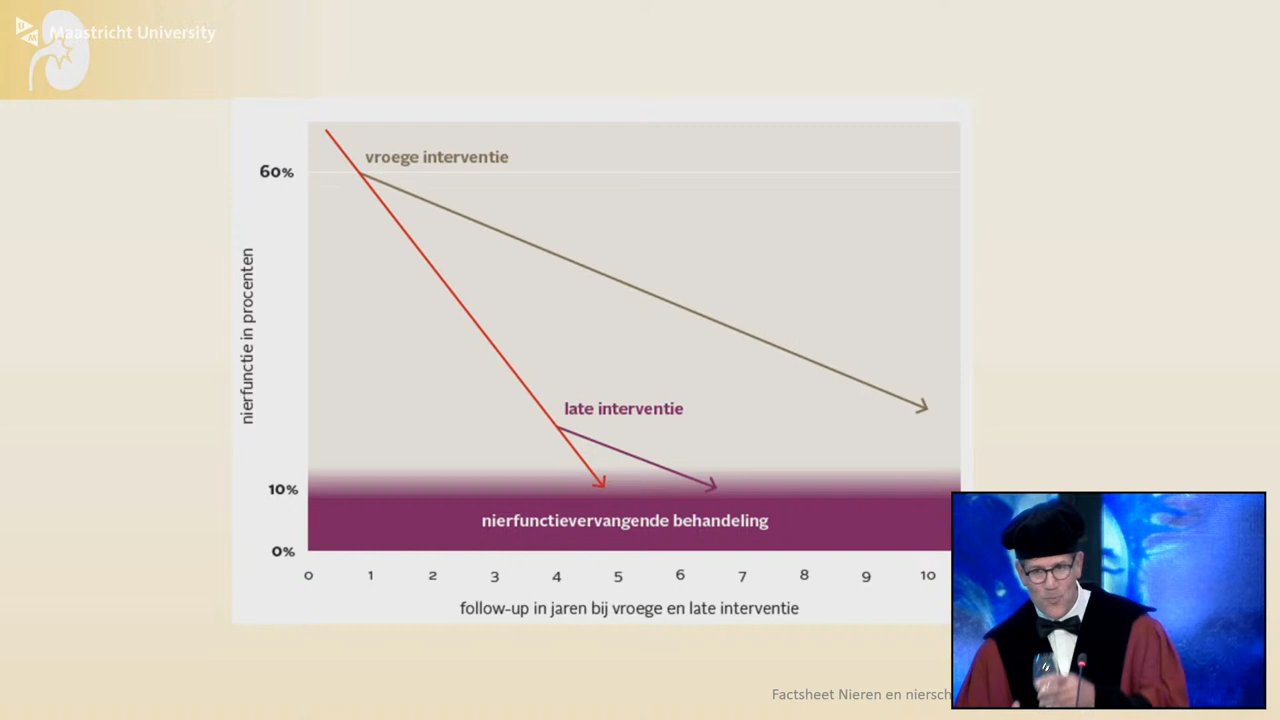 Maastricht University
vroege interventie
60%
nierfunctie in procenten
late interventie
10%
nierfunctievervangende behandeling
0%
0 1 2 3 4 5 6 7 8 9 10
follow-up in jaren bij vroege en late interventie
Factsheet Nieren en niersch